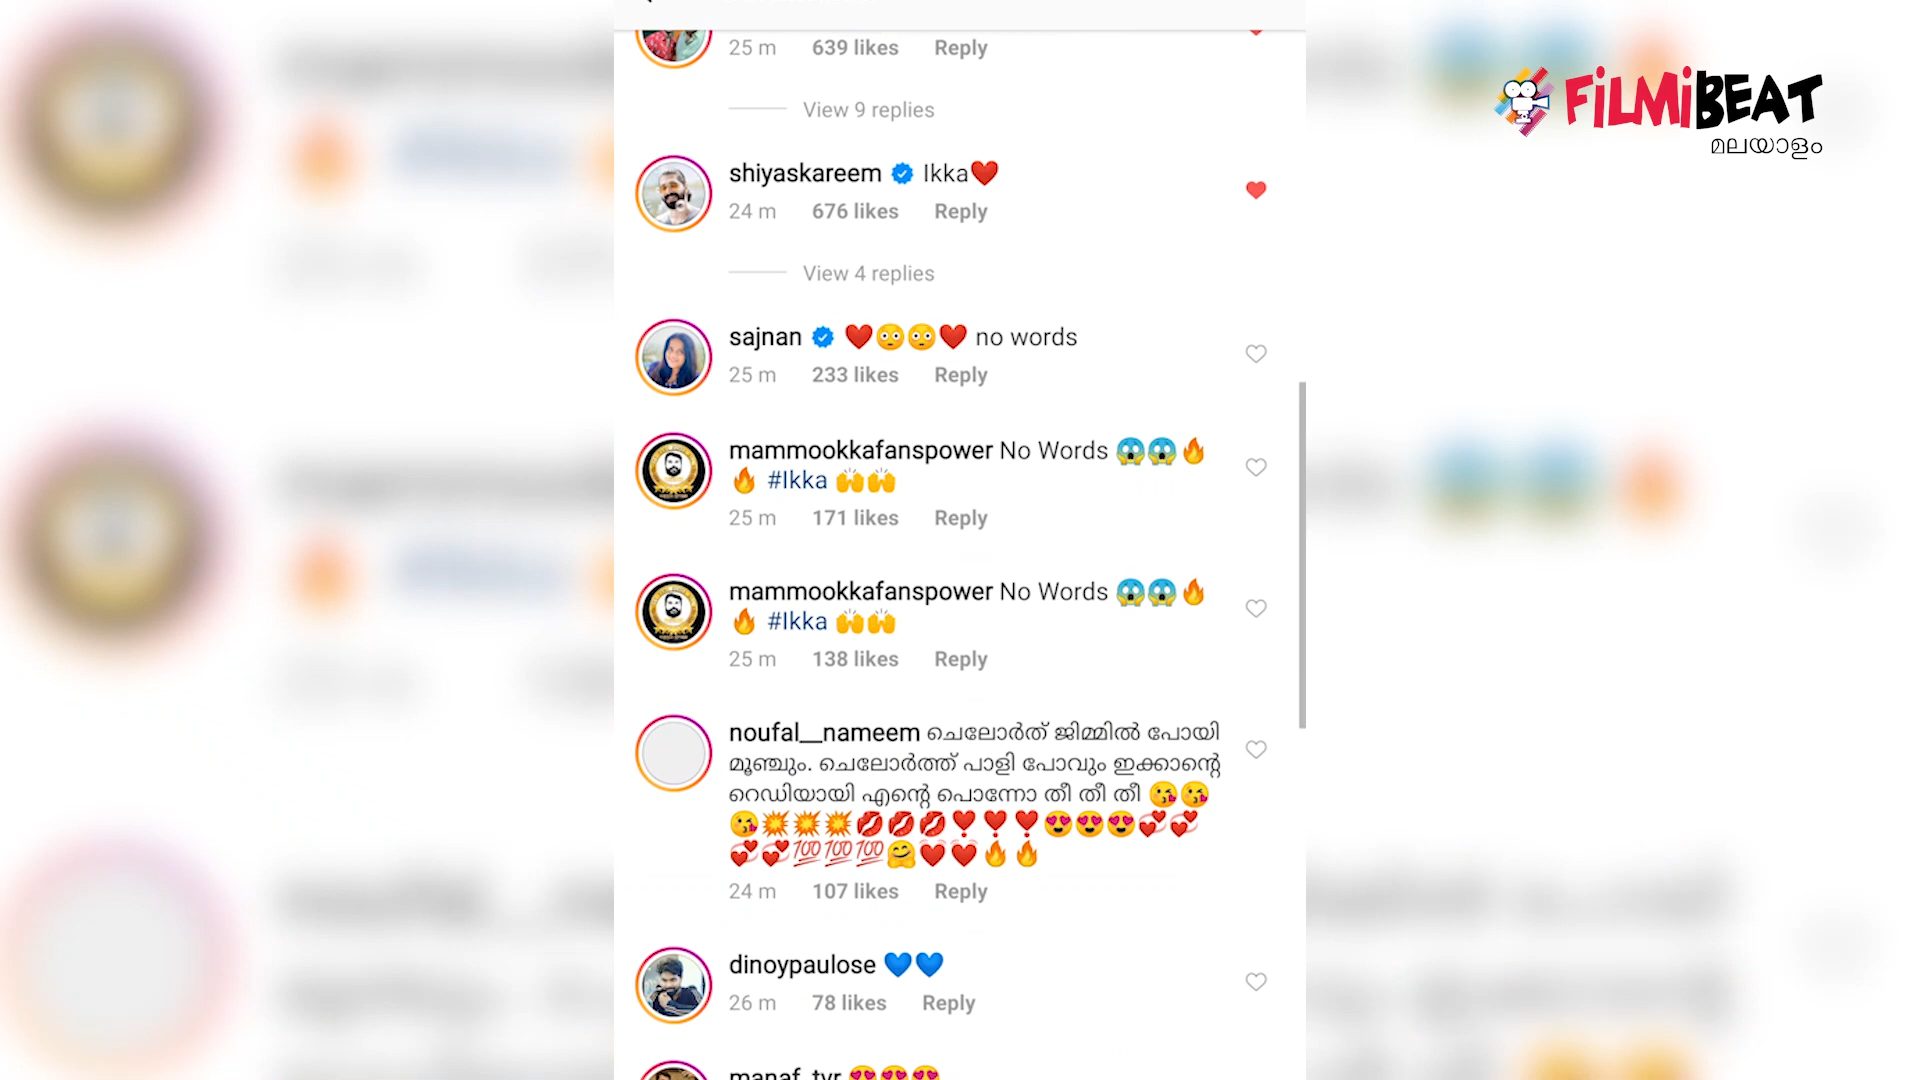 25 m 639 likes Reply
View 9 replies
shiyaskareem Ikka❤️
24 m 676 likes Reply
View 4 replies
sajnan ❤️😳😳❤️ no words
25 m 233 likes Reply
mammookkafanspower No Words 😱😱🔥
🔥 #Ikka 🙌🙌
25 m 171 likes Reply
mammookkafanspower No Words 😱😱🔥
🔥 #Ikka 🙌🙌
25 m 138 likes Reply
noufal__nameem ചെലോർത് ജിമ്മിൽ പോയി
മൂഞ്ചും. ചെലോർത്ത് പാളി പോവും ഇക്കാന്റെ
റെഡിയായി എന്റെ പൊന്നോ തീ തീ തീ 😘😘
😘💥💥💥💋💋💋❣️❣️❣️😍😍😍💞💞
💞💞💯💯💯🤗❤️❤️🔥🔥
24 m 107 likes Reply
dinoypaulose 💙💙
26 m 78 likes Reply
manaf_tvr 😍😍😍
FILMIBEAT
മലയാളം